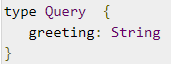 type Query  {
   greeting: String
}